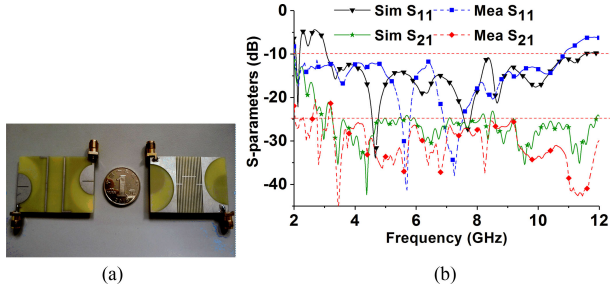 (a)
0
-10
-20
-30
-40
S-parameters (dB)
Sim S11 Mea S11
Sim S21 Mea S21
2 4 6 8 10 12
Frequency (GHz)
(a) (b)